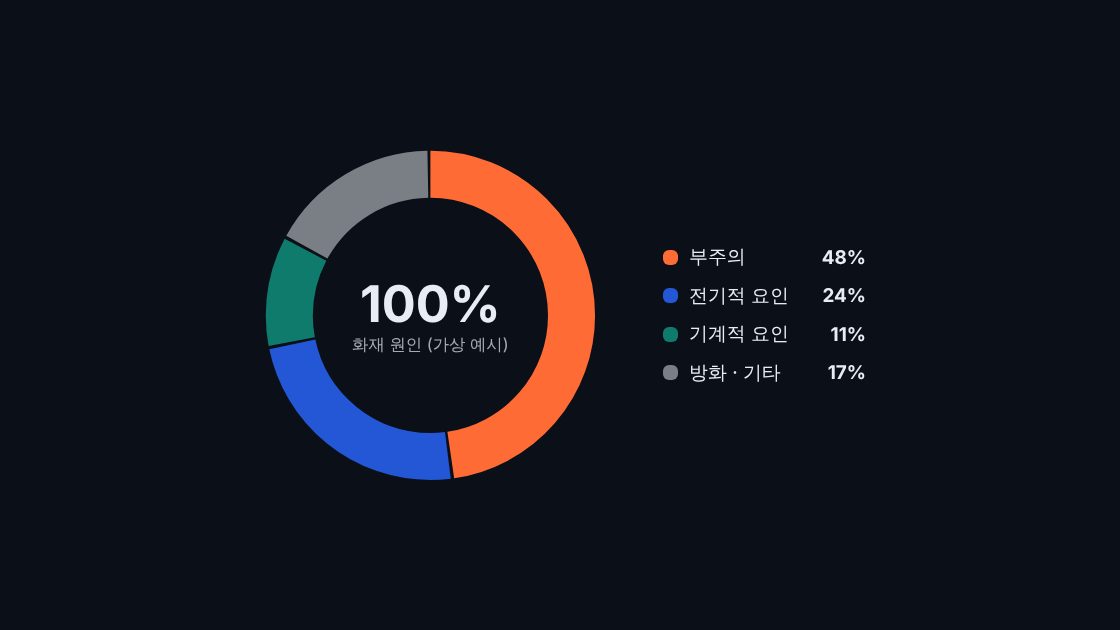 100%
화재 원인 (가상 예시)
부주의 48%
전기적 요인 24%
기계적 요인 11%
방화 · 기타 17%